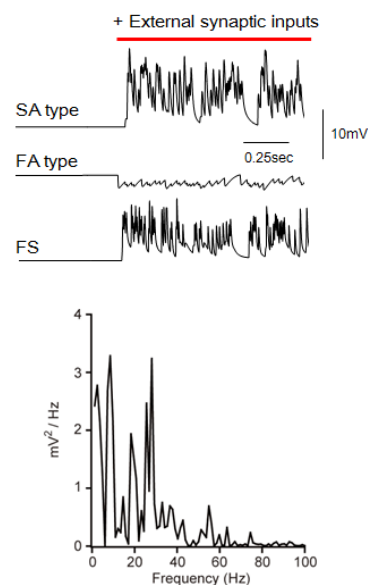 + External synaptic inputs
SA type
10mV
0.25sec
FA type
FS
4
3
2
1
0
mV2 / Hz
0 20 40 60 80 100
Frequency (Hz)